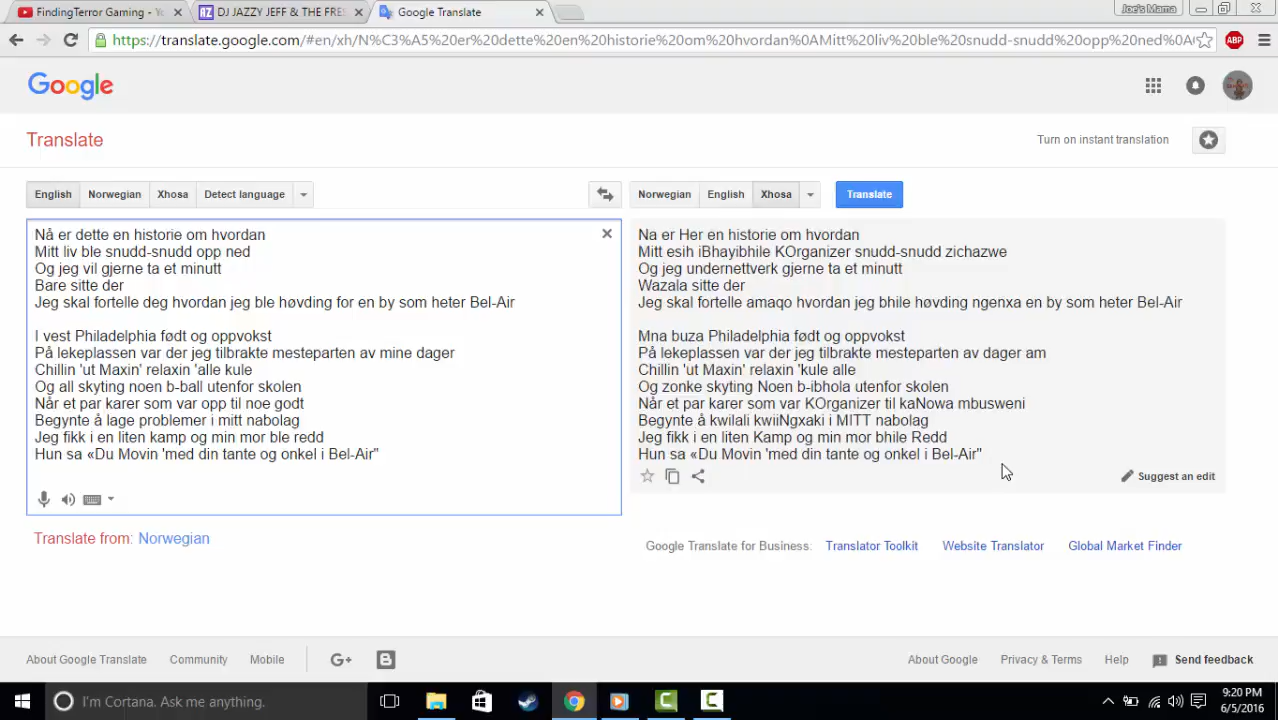 FindingTerror Gaming - Y
DJ JAZZY JEFF & THE FRES
Google Translate
Joe's Mama
https://translate.google.com/#en/xh/N%C3%A5%20er%20dette%20en%20historie%20om%20hvordan%0AMitt%20liv%20ble%20snudd-snudd%20opp%20ned%0A
ABP
Google
Translate
Turn on instant translation
English Norwegian Xhosa Detect language
Norwegian English Xhosa Translate
Nå er dette en historie om hvordan
Mitt liv ble snudd-snudd opp ned
Og jeg vil gjerne ta et minutt
Bare sitte der
Jeg skal fortelle deg hvordan jeg ble høvding for en by som heter Bel-Air
I vest Philadelphia født og oppvokst
På lekeplassen var der jeg tilbrakte mesteparten av mine dager
Chillin 'ut Maxin' relaxin 'alle kule
Og all skyting noen b-ball utenfor skolen
Når et par karer som var opp til noe godt
Begynte å lage problemer i mitt nabolag
Jeg fikk i en liten kamp og min mor ble redd
Hun sa «Du Movin 'med din tante og onkel i Bel-Air"
Na er Her en historie om hvordan
Mitt esih iBhayibhile KOrganizer snudd-snudd zichazwe
Og jeg undernettverk gjerne ta et minutt
Wazala sitte der
Jeg skal fortelle amaqo hvordan jeg bhile høvding ngenxa en by som heter Bel-Air
Mna buza Philadelphia født og oppvokst
På lekeplassen var der jeg tilbrakte mesteparten av dager am
Chillin 'ut Maxin' relaxin 'kule alle
Og zonke skyting Noen b-ibhola utenfor skolen
Når et par karer som var KOrganizer til kaNowa mbusweni
Begynte å kwilali kwiiNgxaki i MITT nabolag
Jeg fikk i en liten Kamp og min mor bhile Redd
Hun sa «Du Movin 'med din tante og onkel i Bel-Air"
Suggest an edit
Translate from: Norwegian
Google Translate for Business: Translator Toolkit Website Translator Global Market Finder
About Google Translate Community Mobile G+ About Google Privacy & Terms Help Send feedback
I'm Cortana. Ask me anything.
9:20 PM
6/5/2016